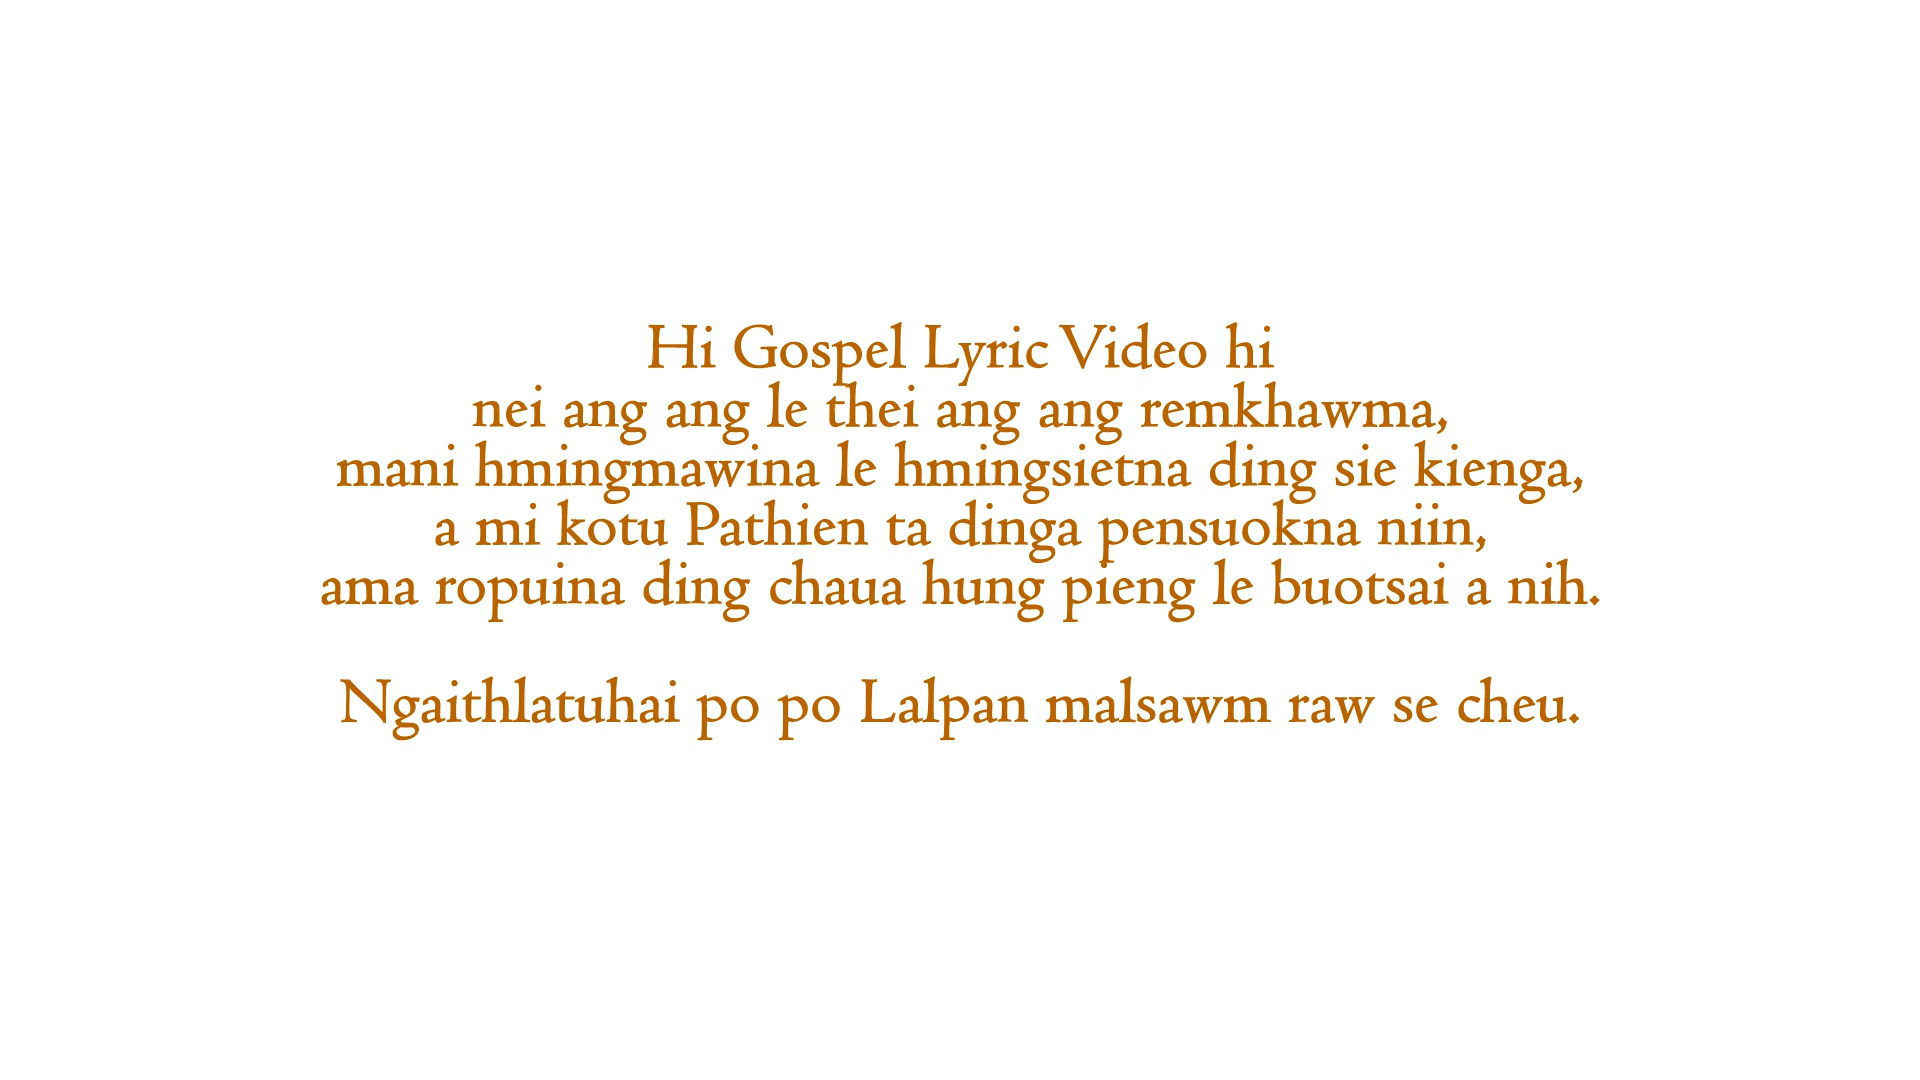 Hi Gospel Lyric Video hi
nei ang ang le thei ang ang remkhawma,
mani hmingmawina le hmingsietna ding sie kienga,
a mi kotu Pathien ta dinga pensuokna niin,
ama ropuina ding chaua hung pieng le buotsai a nih.
Ngaithlatuhai po po Lalpan malsawm raw se cheu.